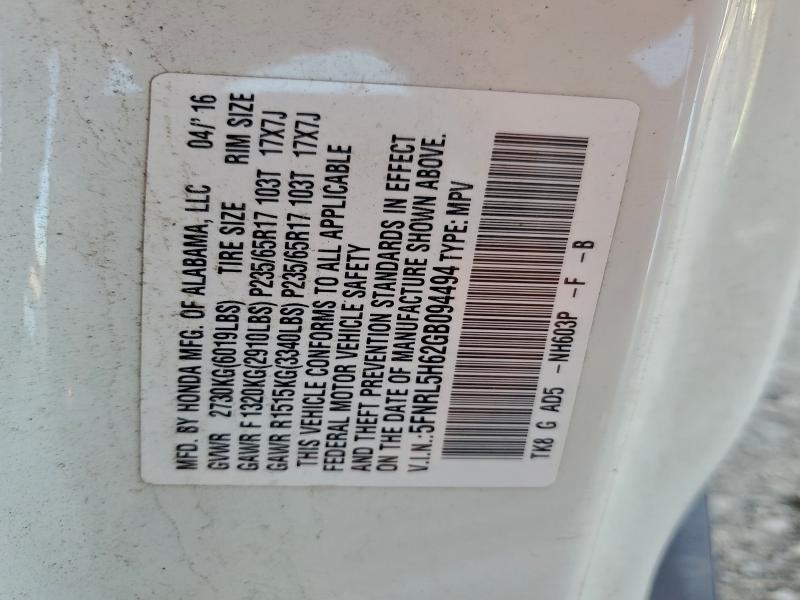 MFD. BY HONDA MFG. OF ALABAMA, LLC 04/'16
GVWR 2730KG(6019LBS) TIRE SIZE RIM SIZE
GAWR F 1320KG(2910LBS) P235/65R17 103T 17X7J
GAWR R1515KG(3340LBS) P235/65R17 103T 17X7J
THIS VEHICLE CONFORMS TO ALL APPLICABLE
FEDERAL MOTOR VEHICLE SAFETY
AND THEFT PREVENTION STANDARDS IN EFFECT
ON THE DATE OF MANUFACTURE SHOWN ABOVE.
V.I.N.:5FNRL5H62GB094494 TYPE: MPV
TK8 G AD5 -NH603P -F -B